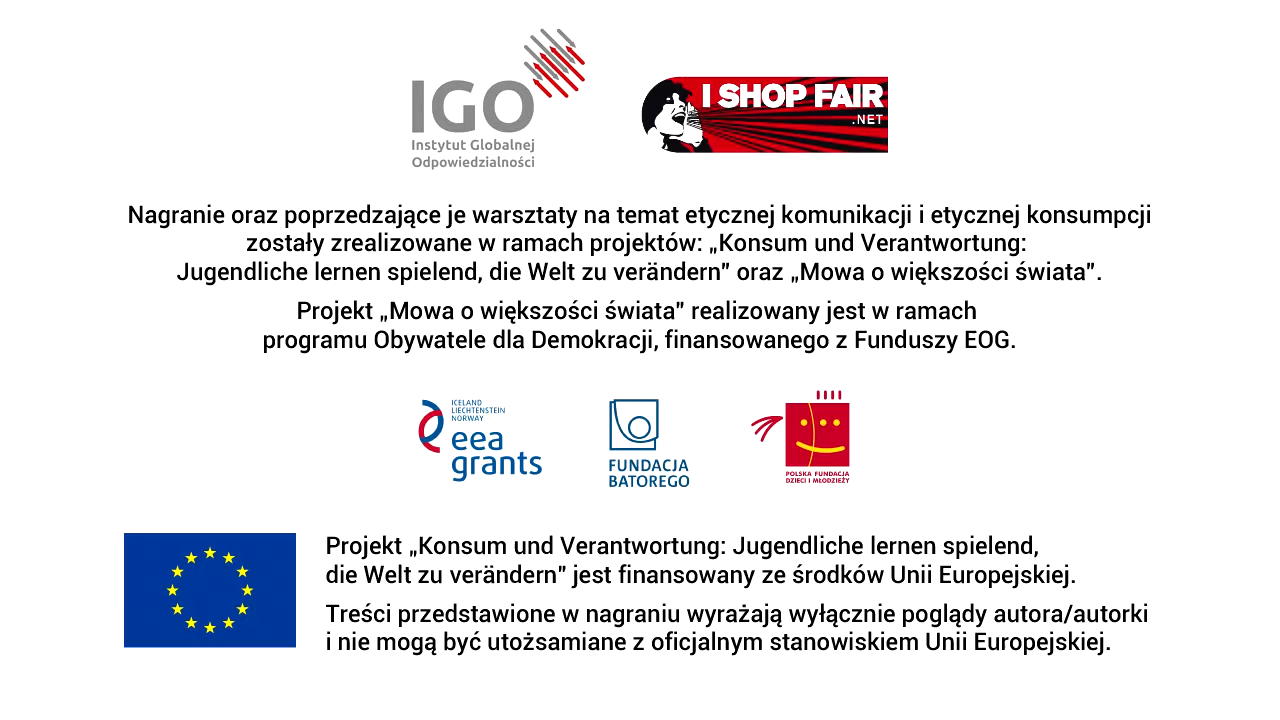 IGO
Instytut Globalnej
Odpowiedzialności
I SHOP FAIR
.NET
Nagranie oraz poprzedzające je warsztaty na temat etycznej komunikacji i etycznej konsumpcji
zostały zrealizowane w ramach projektów: „Konsum und Verantwortung:
Jugendliche lernen spielend, die Welt zu verändern" oraz „Mowa o większości świata".
Projekt „Mowa o większości świata" realizowany jest w ramach
programu Obywatele dla Demokracji, finansowanego z Funduszy EOG.
ICELAND
LIECHTENSTEIN
NORWAY
eea
grants
FUNDACJA
BATOREGO
POLSKA FUNDACJA
DZIECI I MŁODZIEŻY
Projekt „Konsum und Verantwortung: Jugendliche lernen spielend,
die Welt zu verändern" jest finansowany ze środków Unii Europejskiej.
Treści przedstawione w nagraniu wyrażają wyłącznie poglądy autora/autorki
i nie mogą być utożsamiane z oficjalnym stanowiskiem Unii Europejskiej.